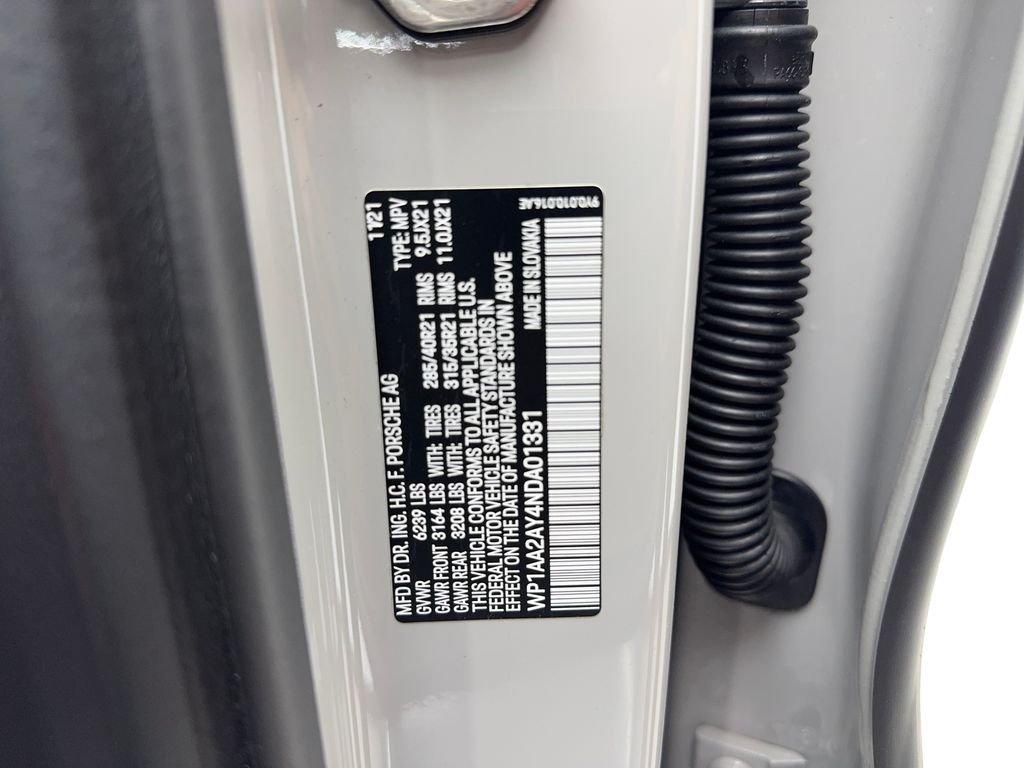 11/21
MFD BY DR. ING. H.C. F. PORSCHE AG TYPE: MPV
GVWR 6239 LBS
GAWR FRONT 3164 LBS WITH: TIRES 285/40R21 RIMS 9.5JX21
GAWR REAR 3208 LBS WITH: TIRES 315/35R21 RIMS 11.0JX21
THIS VEHICLE CONFORMS TO ALL APPLICABLE U.S.
FEDERAL MOTOR VEHICLE SAFETY STANDARDS IN
EFFECT ON THE DATE OF MANUFACTURE SHOWN ABOVE
WP1AA2AY4NDA01331 MADE IN SLOVAKIA
9Y0.010.016.AE